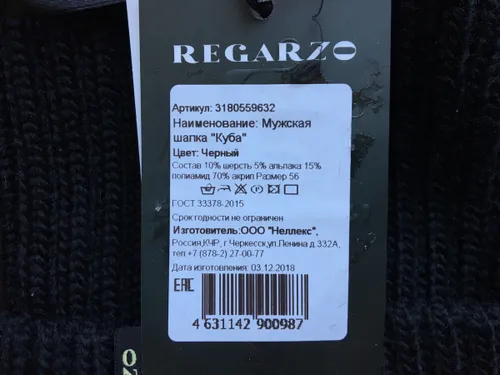 REGARZO
Артикул: 3180559632
Наименование: Мужская
шапка "Куба"
Цвет: Черный
Состав 10% шерсть 5% альпака 15%
полиамид 70% акрил Размер 56
ГОСТ 33378-2015
Срок годности не ограничен
Изготовитель:ООО "Неллекс",
Россия,КЧР, г.Черкесск,ул.Ленина д.332А,
тел +7 (878-2) 27-00-77
Дата изготовления: 03.12.2018
EAC
4 631142 900987
02